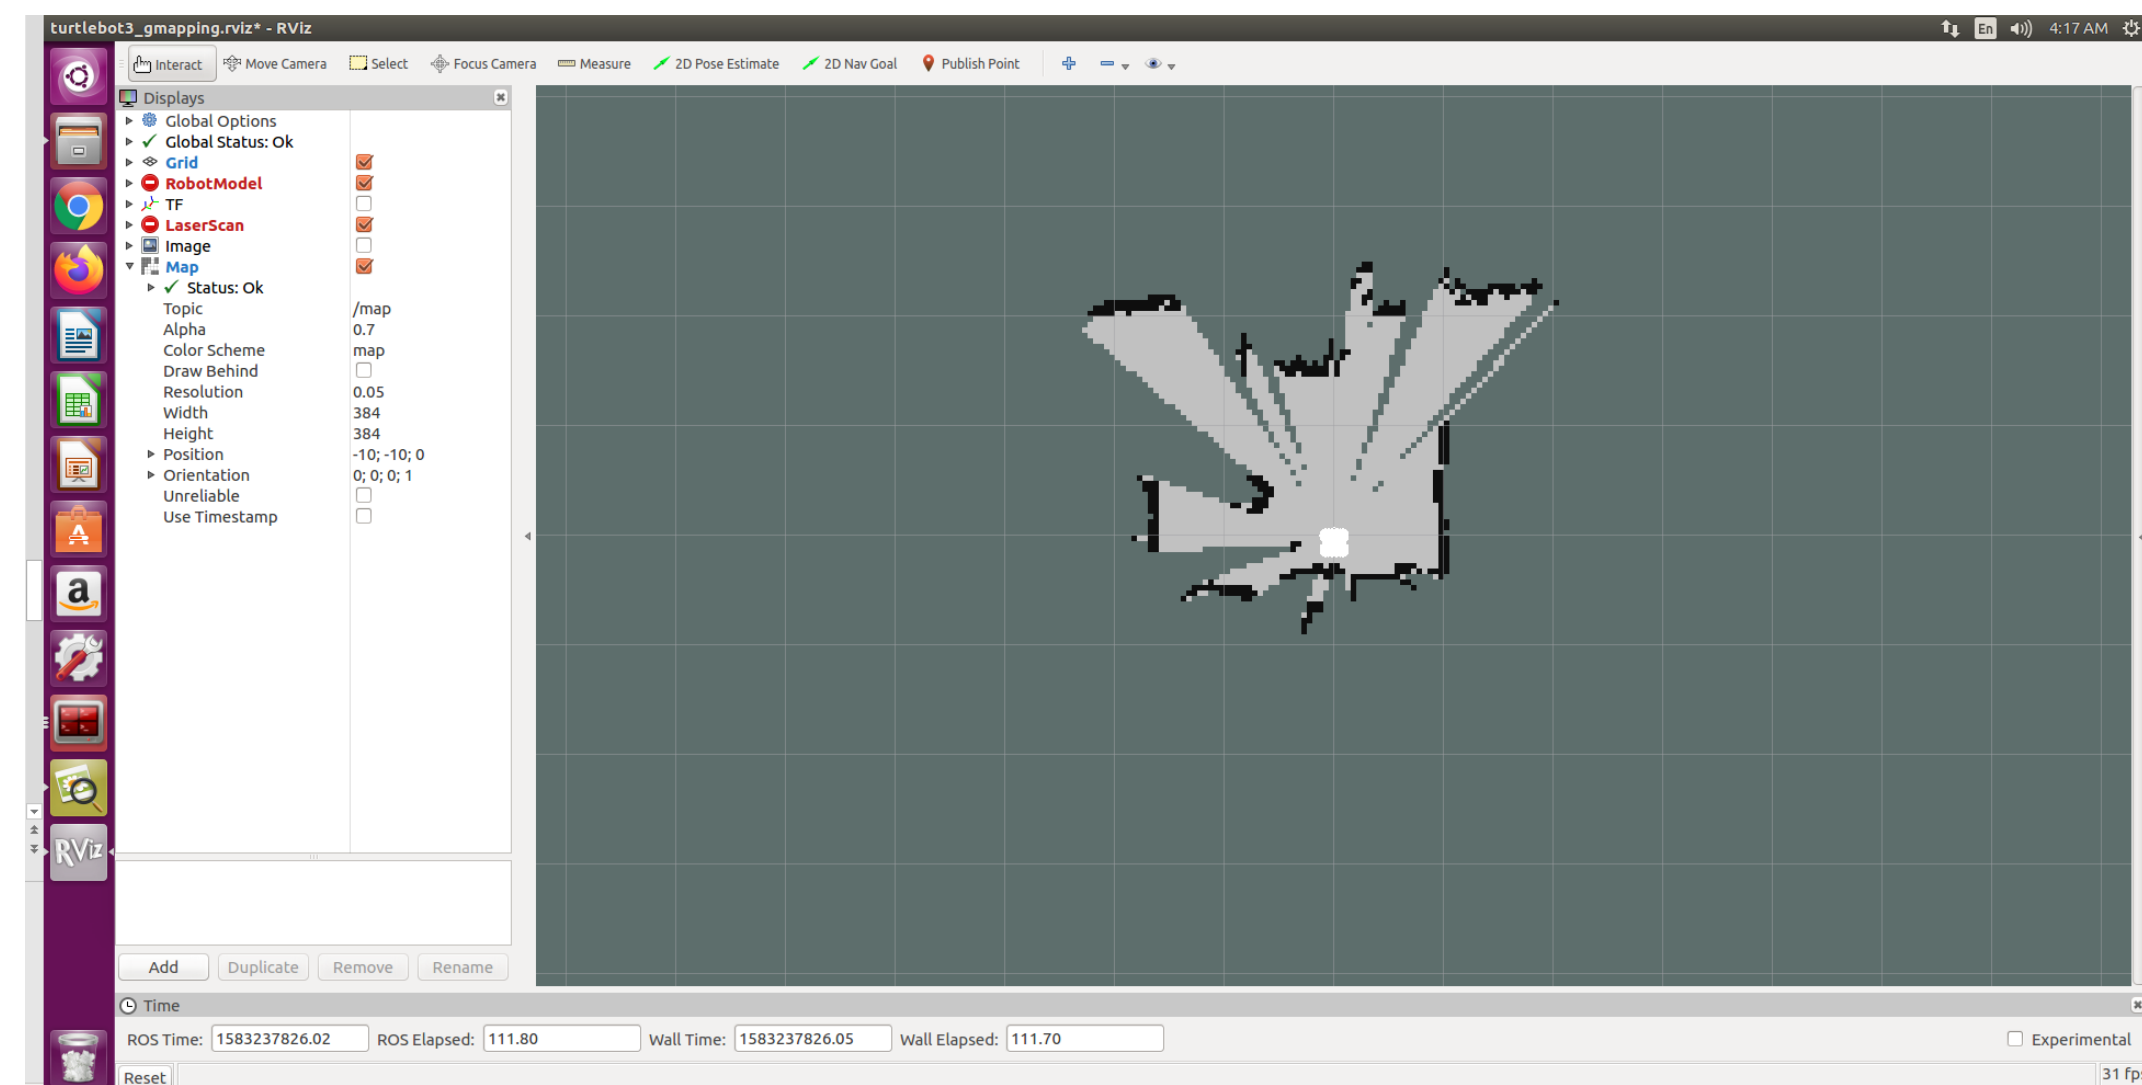 turtlebot3_gmapping.rviz* - RViz
En
4:17 AM
Interact
Move Camera
Select
Focus Camera
Measure
2D Pose Estimate
2D Nav Goal
Publish Point
Displays
Global Options
Global Status: Ok
Grid
RobotModel
TF
LaserScan
Image
Map
Status: Ok
Topic /map
Alpha 0.7
Color Scheme map
Draw Behind
Resolution 0.05
Width 384
Height 384
Position -10; -10; 0
Orientation 0; 0; 0; 1
Unreliable
Use Timestamp
a
RViz
Add
Duplicate
Remove
Rename
Time
ROS Time: 1583237826.02
ROS Elapsed: 111.80
Wall Time: 1583237826.05
Wall Elapsed: 111.70
Experimental
Reset
31 fp